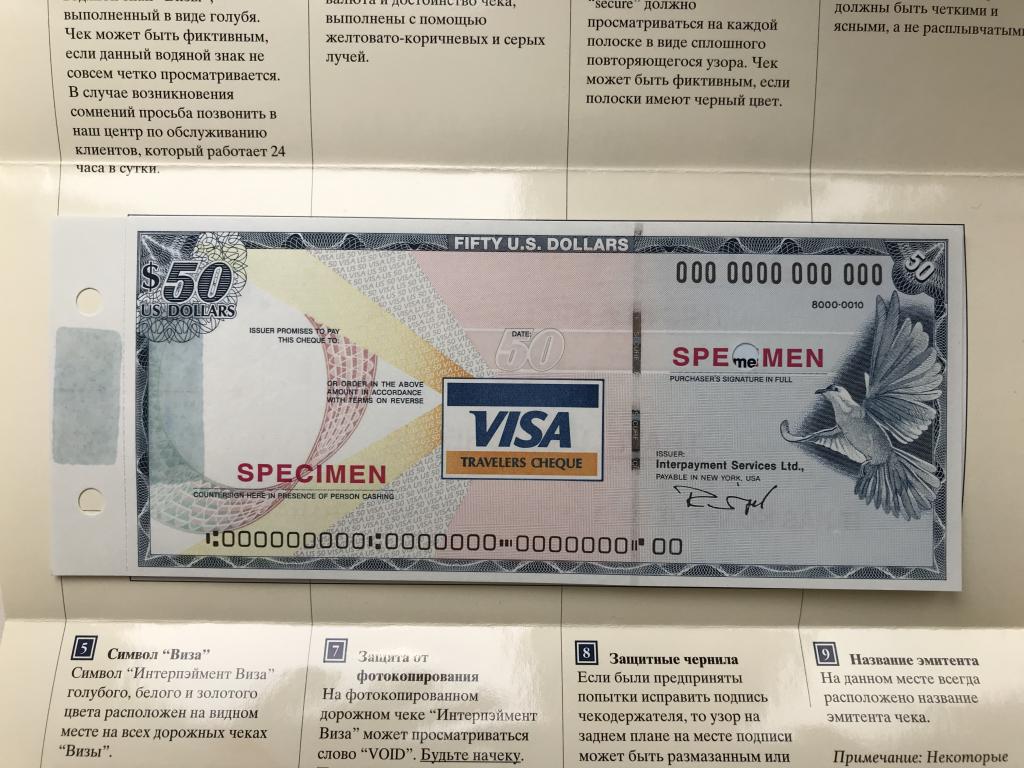 выполненный в виде голубя.
Чек может быть фиктивным,
если данный водяной знак не
совсем четко просматривается.
В случае возникновения
сомнений просьба позвонить в
наш центр по обслуживанию
клиентов, который работает 24
часа в сутки.
валюта и достоинство чека,
выполнены с помощью
желтовато-коричневых и серых
лучей.
"secure" должно
просматриваться на каждой
полоске в виде сплошного
повторяющегося узора. Чек
может быть фиктивным, если
полоски имеют черный цвет.
должны быть четкими и
ясными, а не расплывчатыми
FIFTY U.S. DOLLARS
$50
US DOLLARS
000 0000 000 000
50
8000-0010
ISSUER PROMISES TO PAY
THIS CHEQUE TO:
DATE:
50
SPE me MEN
PURCHASER'S SIGNATURE IN FULL
OR ORDER IN THE ABOVE
AMOUNT IN ACCORDANCE
WITH TERMS ON REVERSE
VISA
TRAVELERS CHEQUE
ISSUER:
Interpayment Services Ltd.,
PAYABLE IN NEW YORK, USA
SPECIMEN
COUNTERSIGN HERE IN PRESENCE OF PERSON CASHING
⑆000000000⑆0000000⑉0000000⑈ 00
5 Символ “Виза”
Символ “Интерпэймент Виза”
голубого, белого и золотого
цвета расположен на видном
месте на всех дорожных чеках
“Визы”.
7 Защита от
фотокопирования
На фотокопированном
дорожном чеке “Интерпэймент
Виза” может просматриваться
слово “VOID”. Будьте начеку.
8 Защитные чернила
Если были предприняты
попытки исправить подпись
чекодержателя, то узор на
заднем плане на месте подписи
может быть размазанным или
9 Название эмитента
На данном месте всегда
расположено название
эмитента чека.
Примечание: Некоторые